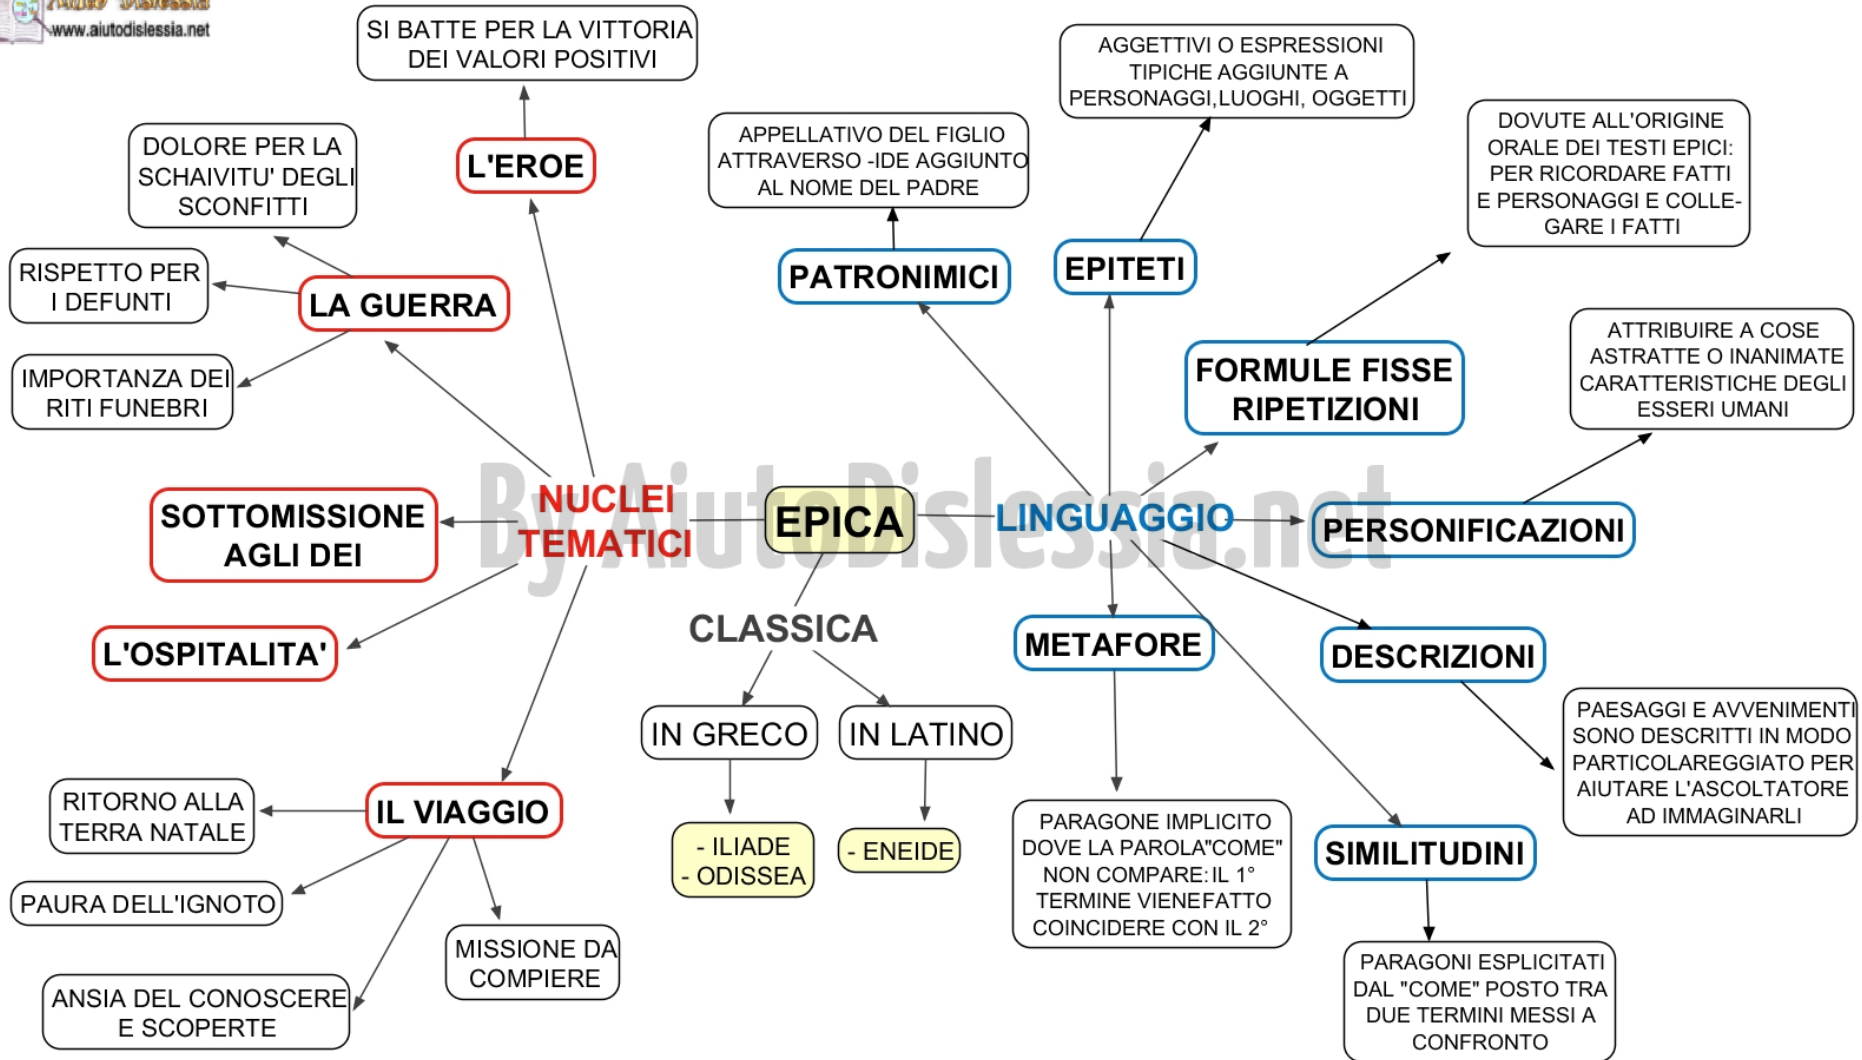 Aiuto Dislessia
www.aiutodislessia.net
SI BATTE PER LA VITTORIA
DEI VALORI POSITIVI
L'EROE
DOLORE PER LA
SCHAIVITU' DEGLI
SCONFITTI
RISPETTO PER
I DEFUNTI
IMPORTANZA DEI
RITI FUNEBRI
LA GUERRA
SOTTOMISSIONE
AGLI DEI
L'OSPITALITA'
NUCLEI
TEMATICI
IL VIAGGIO
RITORNO ALLA
TERRA NATALE
PAURA DELL'IGNOTO
ANSIA DEL CONOSCERE
E SCOPERTE
MISSIONE DA
COMPIERE
EPICA
By AiutoDislessia.net
CLASSICA
IN GRECO
- ILIADE
- ODISSEA
IN LATINO
- ENEIDE
LINGUAGGIO
APPELLATIVO DEL FIGLIO
ATTRAVERSO -IDE AGGIUNTO
AL NOME DEL PADRE
PATRONIMICI
AGGETTIVI O ESPRESSIONI
TIPICHE AGGIUNTE A
PERSONAGGI,LUOGHI, OGGETTI
EPITETI
DOVUTE ALL'ORIGINE
ORALE DEI TESTI EPICI:
PER RICORDARE FATTI
E PERSONAGGI E COLLE-
GARE I FATTI
FORMULE FISSE
RIPETIZIONI
ATTRIBUIRE A COSE
ASTRATTE O INANIMATE
CARATTERISTICHE DEGLI
ESSERI UMANI
PERSONIFICAZIONI
DESCRIZIONI
PAESAGGI E AVVENIMENTI
SONO DESCRITTI IN MODO
PARTICOLAREGGIATO PER
AIUTARE L'ASCOLTATORE
AD IMMAGINARLI
METAFORE
PARAGONE IMPLICITO
DOVE LA PAROLA"COME"
NON COMPARE: IL 1°
TERMINE VIENE FATTO
COINCIDERE CON IL 2°
SIMILITUDINI
PARAGONI ESPLICITATI
DAL "COME" POSTO TRA
DUE TERMINI MESSI A
CONFRONTO